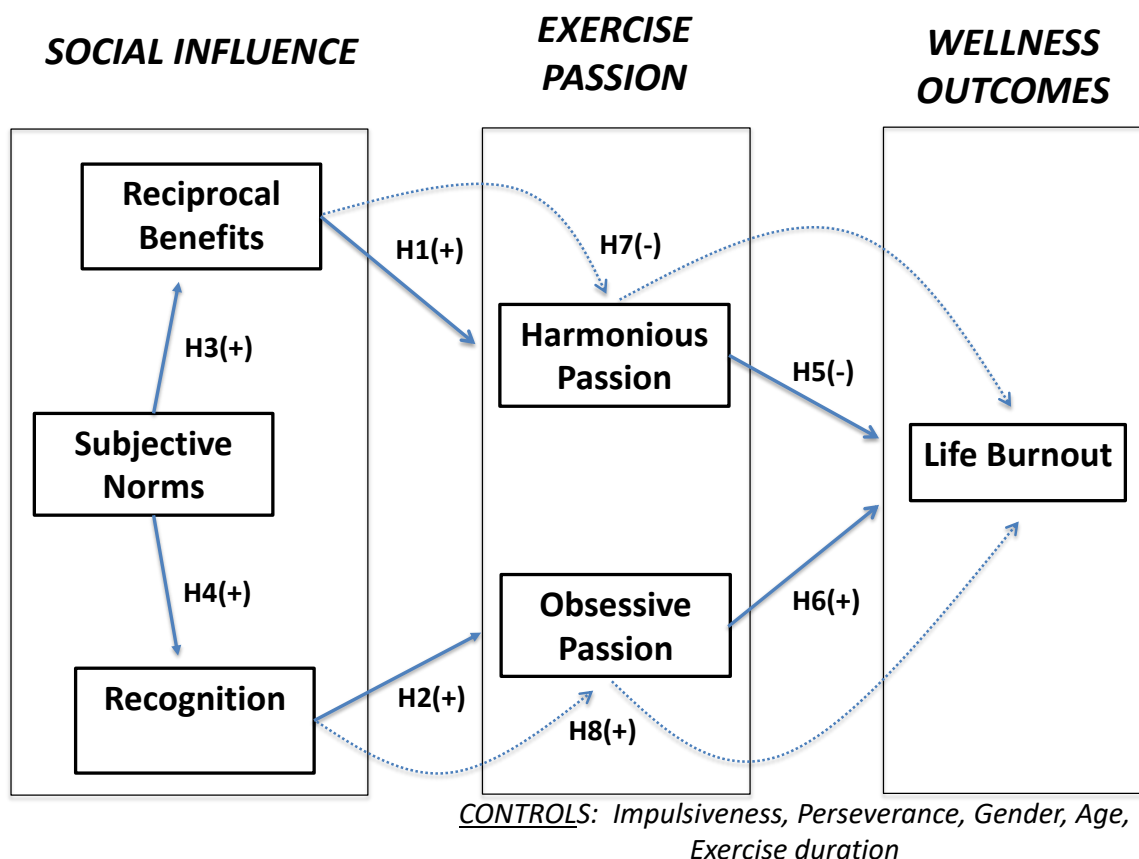 SOCIAL INFLUENCE
EXERCISE
PASSION
WELLNESS
OUTCOMES
Reciprocal
Benefits
H1(+)
H7(-)
H3(+)
Harmonious
Passion
H5(-)
Subjective
Norms
Life Burnout
H4(+)
Obsessive
Passion
H6(+)
Recognition
H2(+)
H8(+)
CONTROLS: Impulsiveness, Perseverance, Gender, Age,
Exercise duration